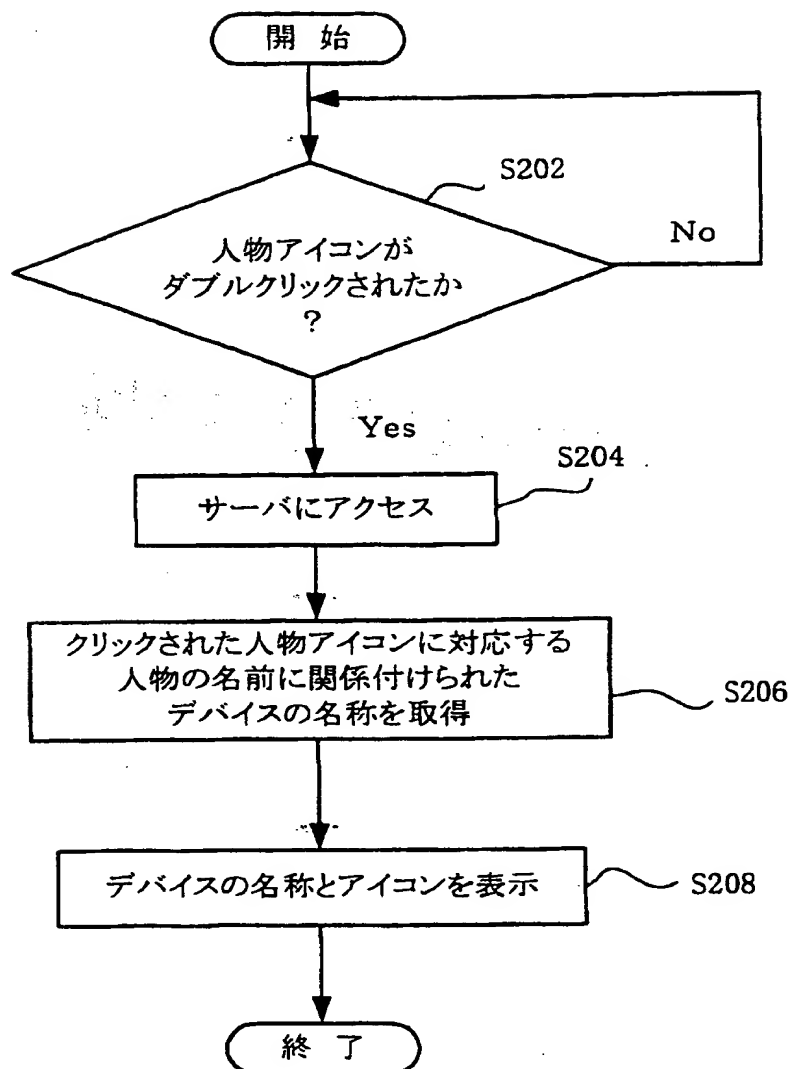 開 始
S202
人物アイコンが
ダブルクリックされたか
?
No
Yes
S204
サーバにアクセス
クリックされた人物アイコンに対応する
人物の名前に関係付けられた
デバイスの名称を取得
S206
デバイスの名称とアイコンを表示
S208
終 了